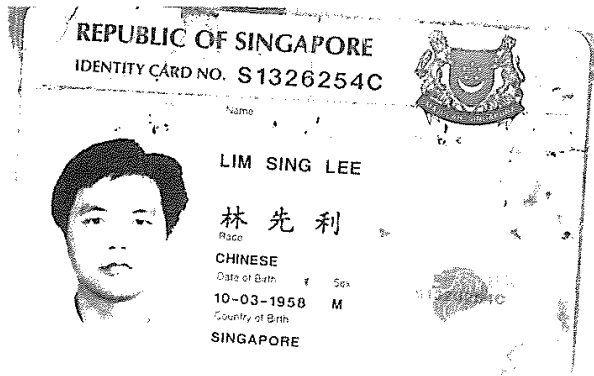 REPUBLIC OF SINGAPORE
IDENTITY CARD NO. S1326254C
Name
LIM SING LEE
林先利
Race
CHINESE
Date of Birth Sex
10-03-1958 M
Country of Birth
SINGAPORE